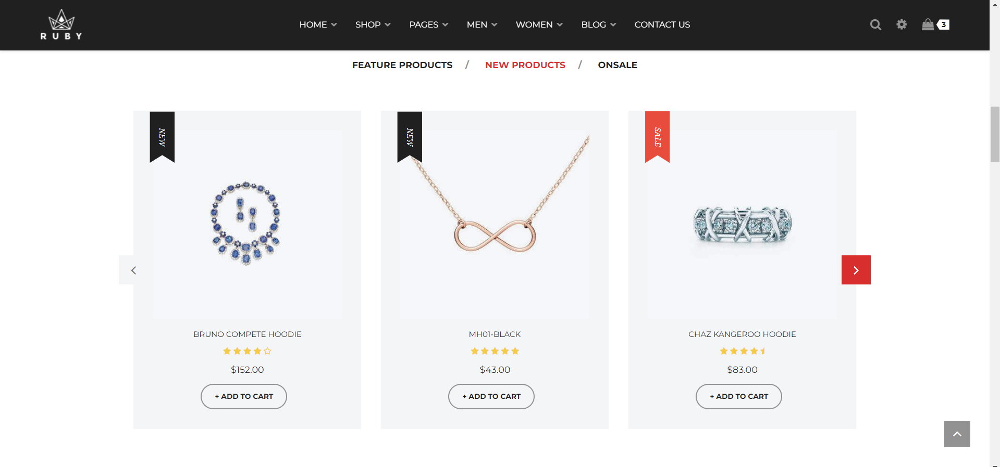 RUBY
HOME SHOP PAGES MEN WOMEN BLOG CONTACT US 3
FEATURE PRODUCTS / NEW PRODUCTS / ONSALE
NEW
NEW
SALE
BRUNO COMPETE HOODIE
$152.00
+ ADD TO CART
MH01-BLACK
$43.00
+ ADD TO CART
CHAZ KANGEROO HOODIE
$83.00
+ ADD TO CART